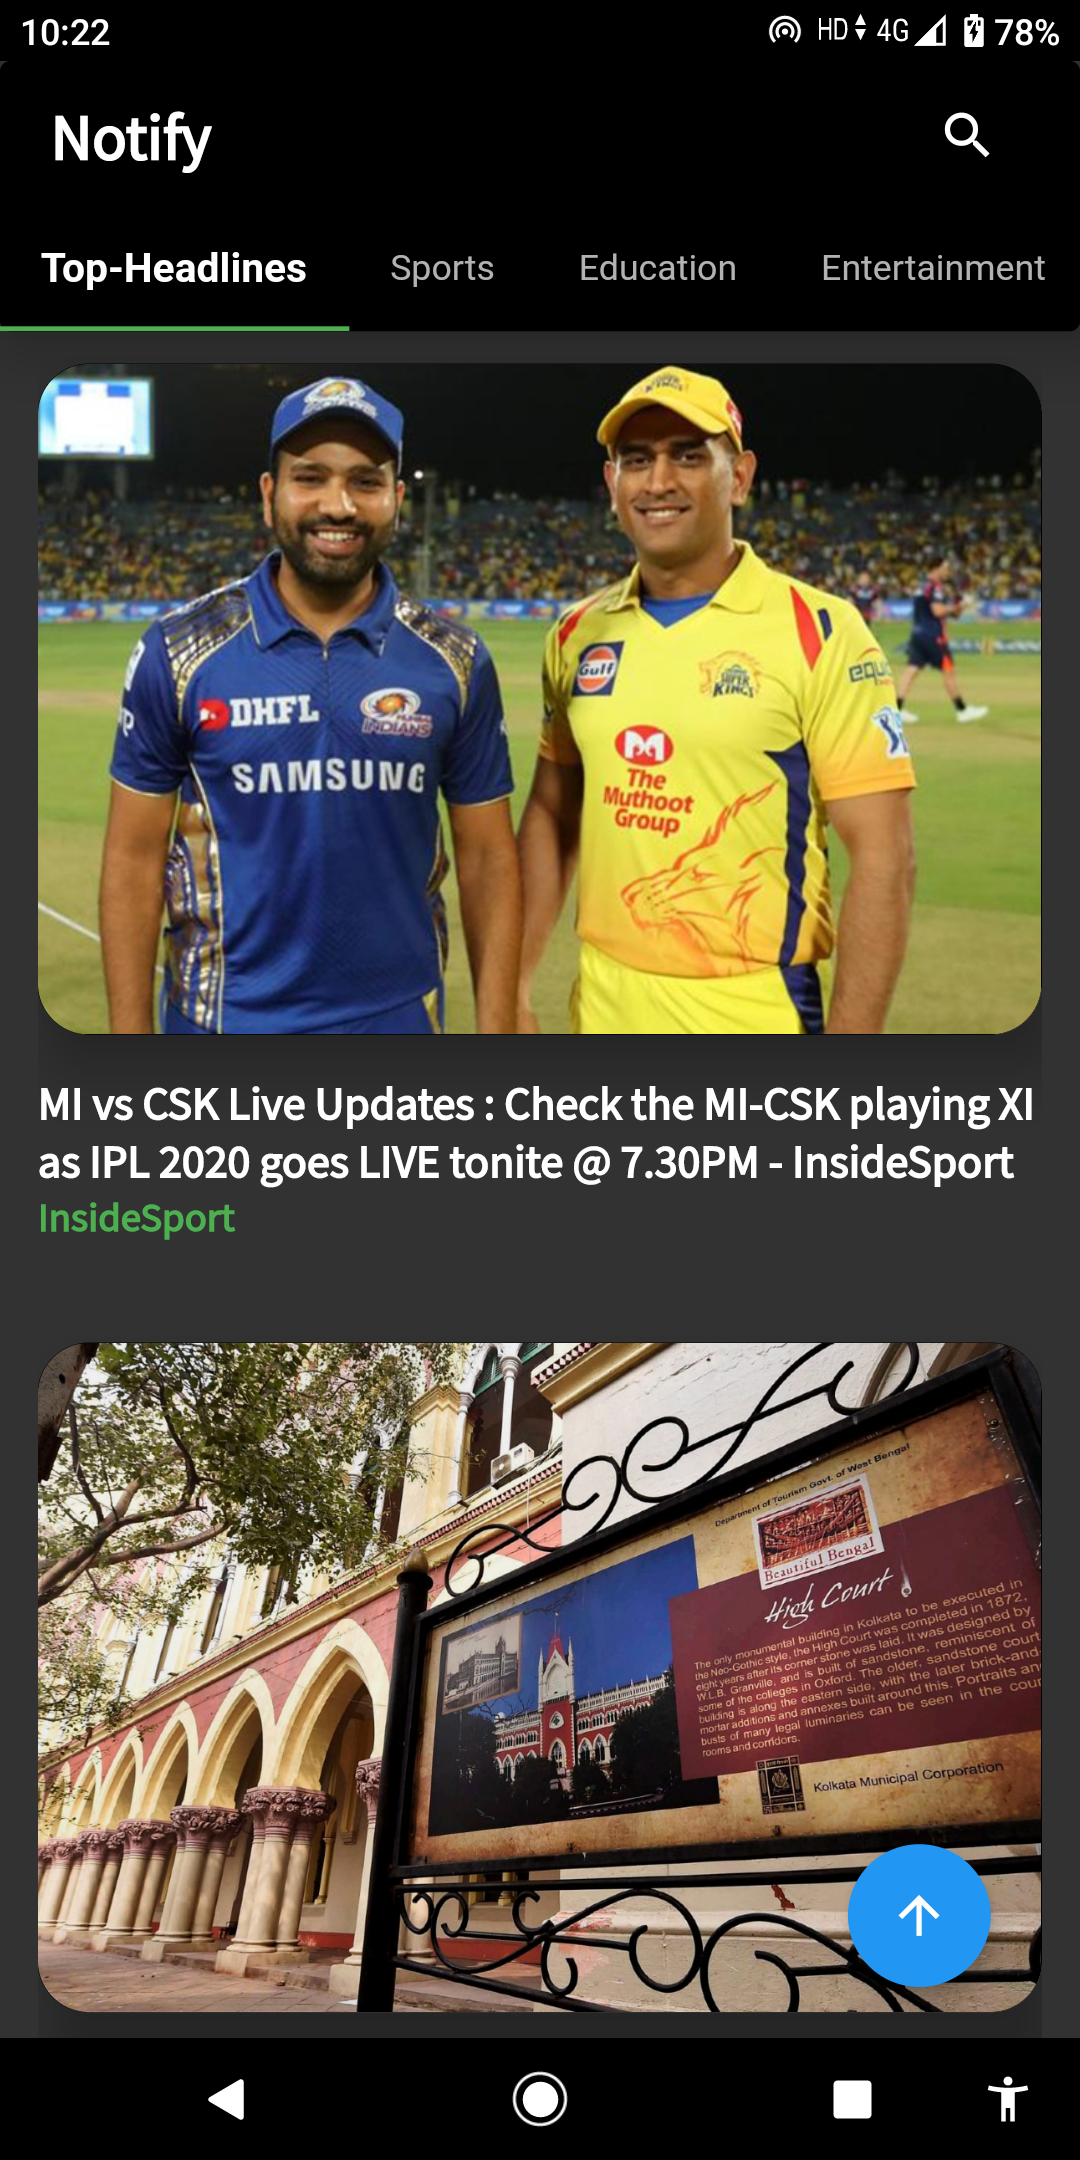 10:22
HD 4G 78%
Notify
Top-Headlines Sports Education Entertainment
SUPER KINGS
Gulf
SUPER KINGS
equi
DHFL
INDIANS
SAMSUNG
The
Muthoot
Group
MI vs CSK Live Updates : Check the MI-CSK playing XI
as IPL 2020 goes LIVE tonite @ 7.30PM - InsideSport
InsideSport
Department of Tourism Govt. of West Bengal
Beautiful Bengal
High Court
The only monumental building in Kolkata to be executed in
the Neo-Gothic style, the High Court was completed in 1872,
eight years after its corner stone was laid. It was designed by
W.L.B. Granville, and is built of sandstone, reminiscent of
some of the colleges in Oxford. The older, sandstone court
building is along the eastern side, with the later brick-and
mortar additions and annexes built around this. Portraits an
busts of many legal luminaries can be seen in the cour
rooms and corridors.
Kolkata Municipal Corporation